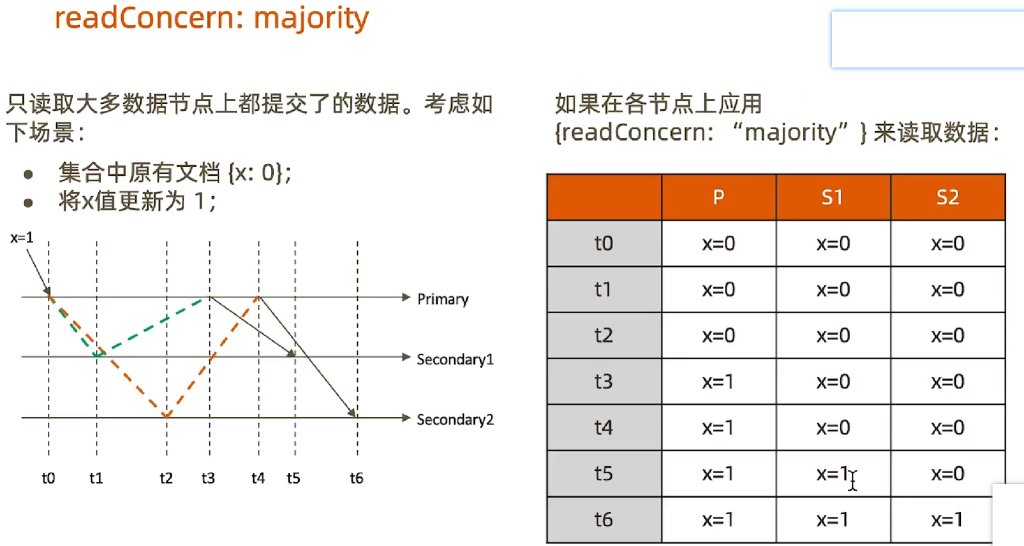 readConcern: majority
只读取大多数据节点上都提交了的数据。考虑如
下场景：
• 集合中原有文档 {x: 0};
• 将x值更新为 1；
x=1
Primary
Secondary1
Secondary2
t0 t1 t2 t3 t4 t5 t6
如果在各节点上应用
{readConcern: “majority” } 来读取数据：
P S1 S2
t0 x=0 x=0 x=0
t1 x=0 x=0 x=0
t2 x=0 x=0 x=0
t3 x=1 x=0 x=0
t4 x=1 x=0 x=0
t5 x=1 x=1 x=0
t6 x=1 x=1 x=1